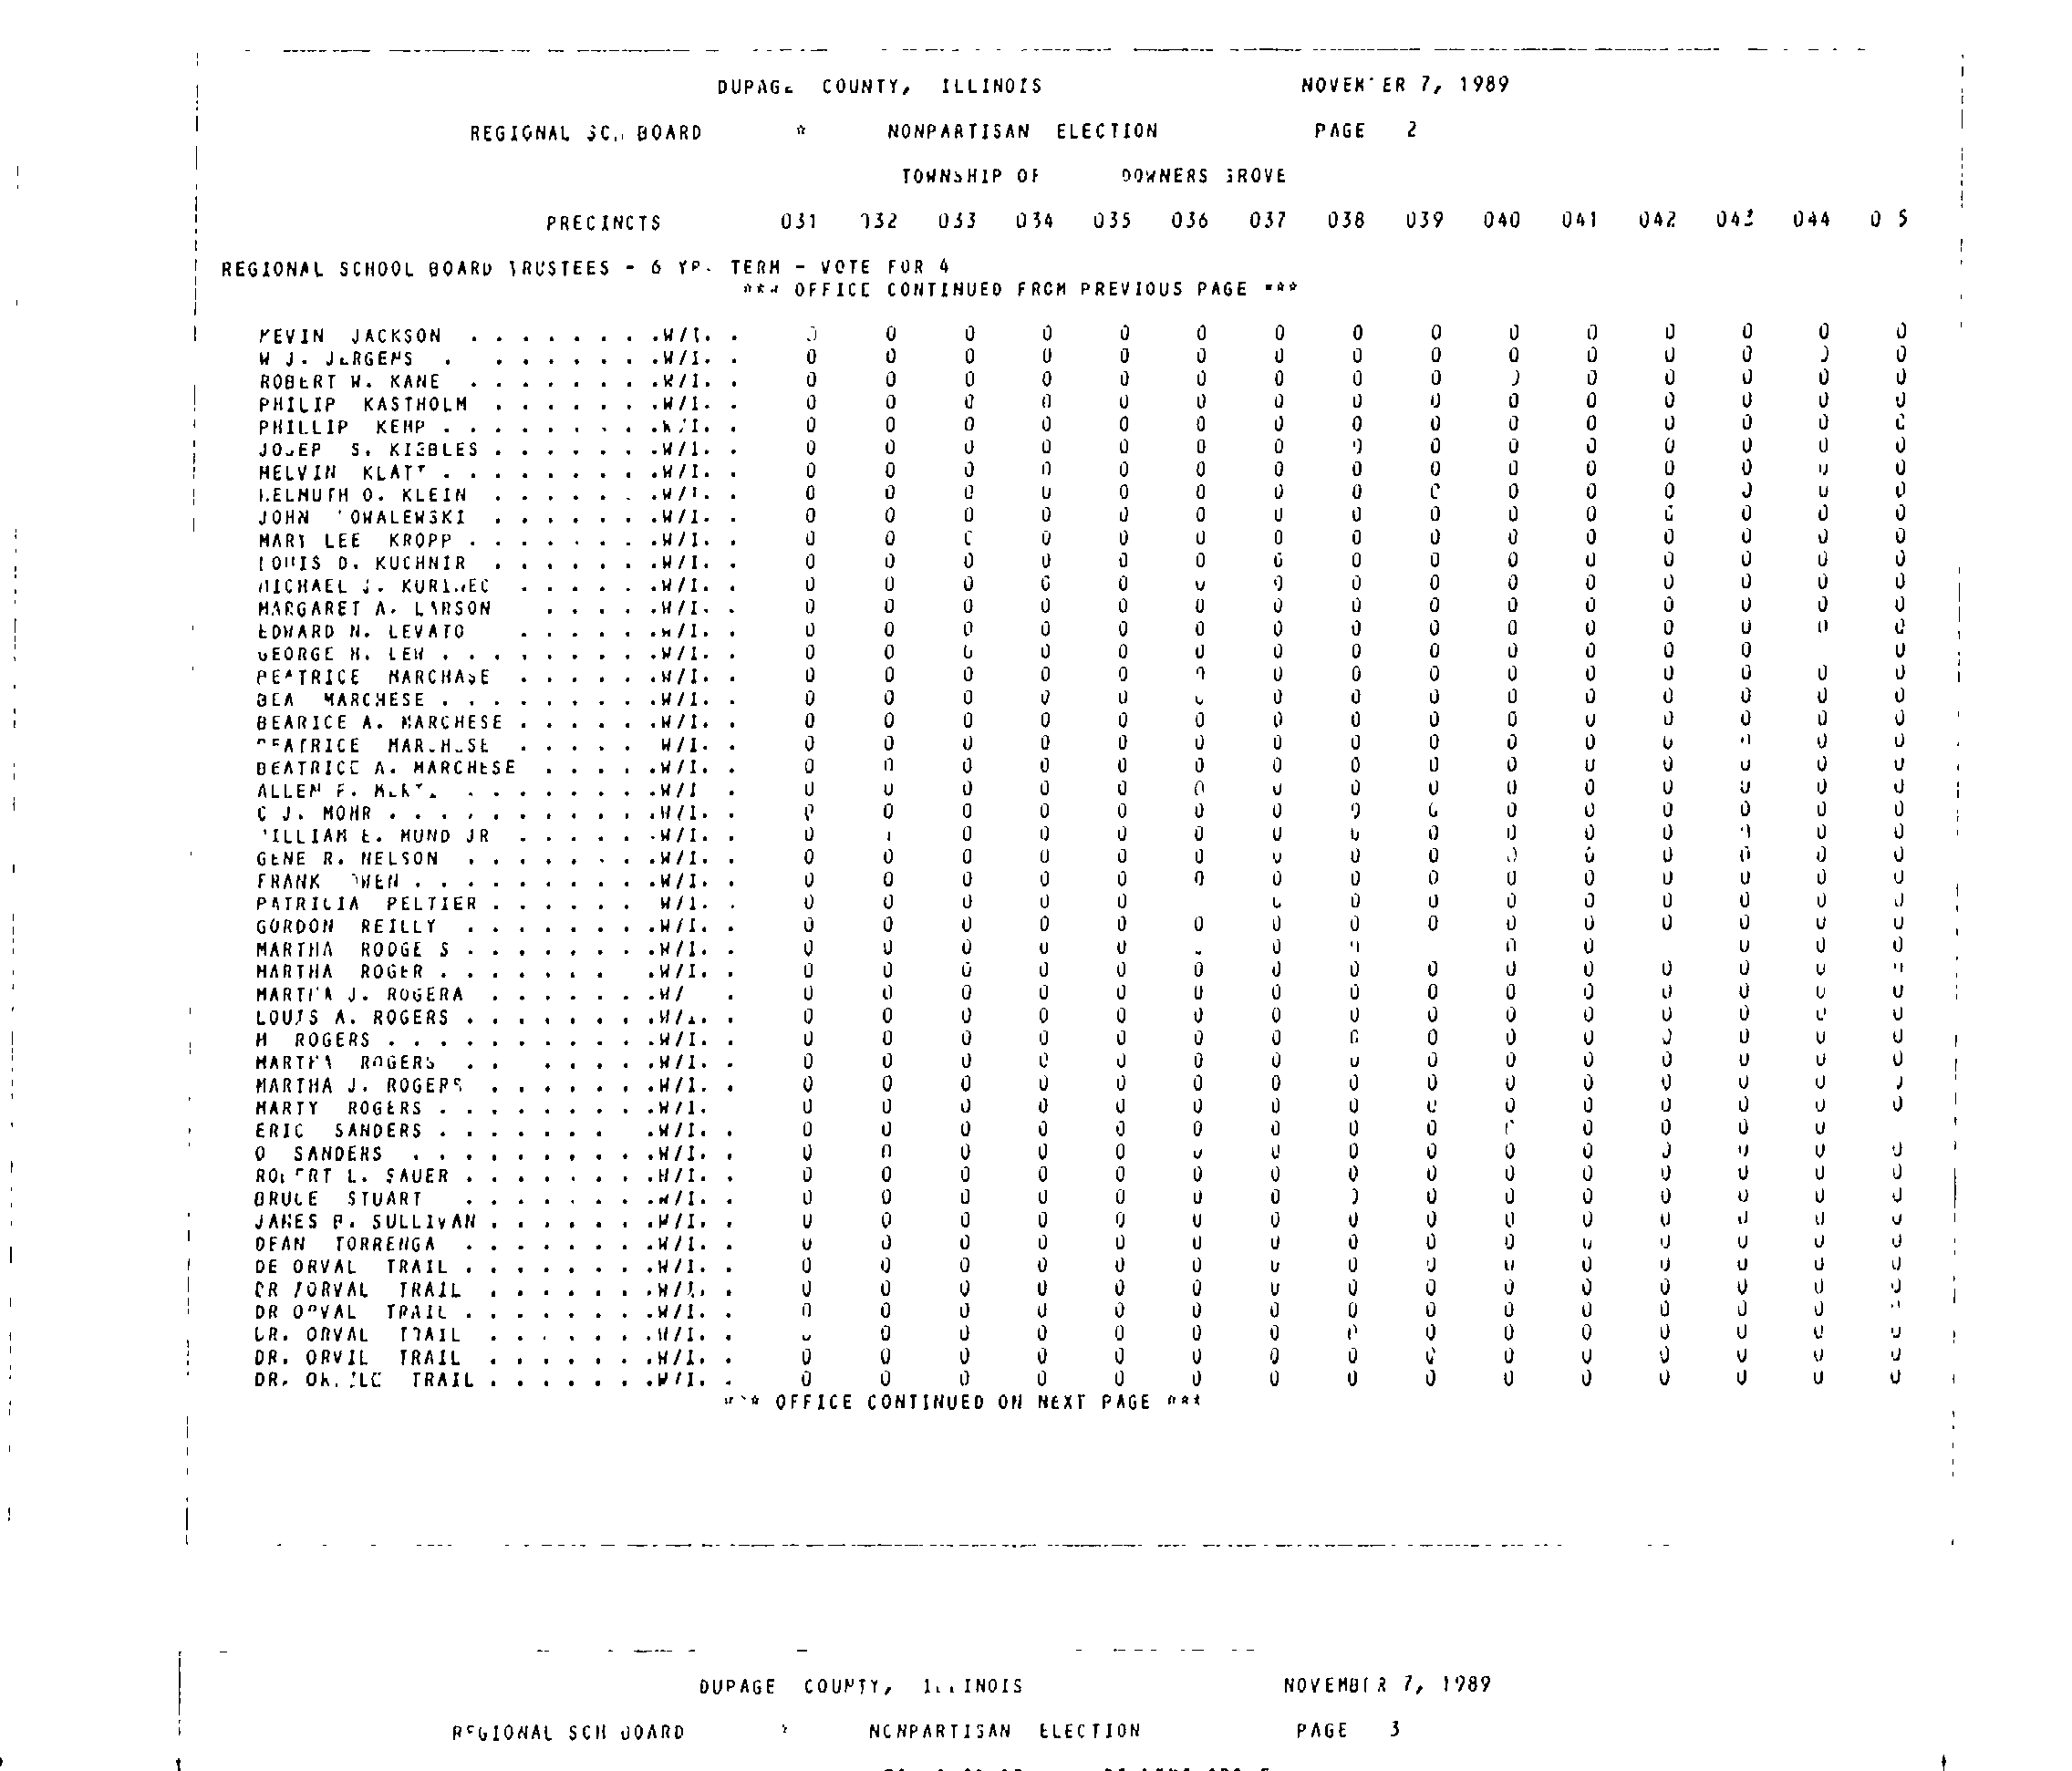 DUPAGE COUNTY, ILLINOIS NOVEMBER 7, 1989
REGIONAL SCH BOARD * NONPARTISAN ELECTION PAGE 2
TOWNSHIP OF DOWNERS GROVE
PRECINCTS 031 032 033 034 035 036 037 038 039 040 041 042 043 044
REGIONAL SCHOOL BOARD TRUSTEES - 6 YR. TERM - VOTE FOR 4
*** OFFICE CONTINUED FROM PREVIOUS PAGE ***
KEVIN JACKSON . . . . . . . .W/I. . 0 0 0 0 0 0 0 0 0 0 0 0 0 0 0
W J. JURGENS . . . . . . . .W/I. . 0 0 0 0 0 0 0 0 0 0 0 0 0 0 0
ROBERT W. KANE . . . . . . . .W/I. . 0 0 0 0 0 0 0 0 0 0 0 0 0 0 0
PHILIP KASTHOLM . . . . . . .W/I. . 0 0 0 0 0 0 0 0 0 0 0 0 0 0 0
PHILLIP KEMP . . . . . . . . .W/I. . 0 0 0 0 0 0 0 0 0 0 0 0 0 0 0
S. KIEBLES . . . . . . .W/I. . 0 0 0 0 0 0 0 0 0 0 0 0 0 0 0
MELVIN KLATT . . . . . . . . .W/I. . 0 0 0 0 0 0 0 0 0 0 0 0 0 0 0
HELMUTH O. KLEIN . . . . . . .W/I. . 0 0 0 0 0 0 0 0 0 0 0 0 0 0 0
JOHN KOWALEWSKI . . . . . . .W/I. . 0 0 0 0 0 0 0 0 0 0 0 0 0 0 0
MARY LEE KROPP . . . . . . . .W/I. . 0 0 0 0 0 0 0 0 0 0 0 0 0 0 0
LOUIS D. KUCHNIR . . . . . . .W/I. . 0 0 0 0 0 0 0 0 0 0 0 0 0 0 0
MICHAEL J. . . . . . .W/I. . 0 0 0 0 0 0 0 0 0 0 0 0 0 0 0
MARGARET A. LARSON . . . . .W/I. . 0 0 0 0 0 0 0 0 0 0 0 0 0 0 0
EDWARD N. LEVATO . . . . . .W/I. . 0 0 0 0 0 0 0 0 0 0 0 0 0 0 0
GEORGE H. LEW . . . . . . . . .W/I. . 0 0 0 0 0 0 0 0 0 0 0 0 0 0
BEATRICE MARCHASE . . . . . .W/I. . 0 0 0 0 0 0 0 0 0 0 0 0 0 0 0
BEA MARCHESE . . . . . . . . .W/I. . 0 0 0 0 0 0 0 0 0 0 0 0 0 0 0
BEARICE A. MARCHESE . . . . . .W/I. . 0 0 0 0 0 0 0 0 0 0 0 0 0 0 0
BEATRICE . . . . . W/I. . 0 0 0 0 0 0 0 0 0 0 0 0 0 0 0
BEATRICE A. MARCHESE . . . . .W/I. . 0 0 0 0 0 0 0 0 0 0 0 0 0 0 0
ALLEN F. . . . . . . . .W/I . 0 0 0 0 0 0 0 0 0 0 0 0 0 0 0
C J. MOHR . . . . . . . . . . .W/I. . 0 0 0 0 0 0 0 0 0 0 0 0 0 0 0
WILLIAM E. MUND JR . . . . . .W/I. . 0 0 0 0 0 0 0 0 0 0 0 0 0 0
GENE R. NELSON . . . . . . . .W/I. . 0 0 0 0 0 0 0 0 0 0 0 0 0 0 0
FRANK OWEN . . . . . . . . . .W/I. . 0 0 0 0 0 0 0 0 0 0 0 0 0 0 0
PATRICIA PELTIER . . . . . . W/I. . 0 0 0 0 0 0 0 0 0 0 0 0 0 0
GORDON REILLY . . . . . . . .W/I. . 0 0 0 0 0 0 0 0 0 0 0 0 0 0 0
MARTHA . . . . . . . .W/I. . 0 0 0 0 0 0 0 0 0 0 0 0
MARTHA ROGER . . . . . . . .W/I. . 0 0 0 0 0 0 0 0 0 0 0 0 0 0 0
MARTHA J. ROGERA . . . . . . .W/ . 0 0 0 0 0 0 0 0 0 0 0 0 0 0 0
LOUIS A. ROGERS . . . . . . . .W/I. . 0 0 0 0 0 0 0 0 0 0 0 0 0 0 0
M ROGERS . . . . . . . . . . .W/I. . 0 0 0 0 0 0 0 0 0 0 0 0 0 0 0
MARTHA ROGERS . . . . . . .W/I. . 0 0 0 0 0 0 0 0 0 0 0 0 0 0 0
MARTHA J. ROGERS . . . . . . .W/I. . 0 0 0 0 0 0 0 0 0 0 0 0 0 0 0
MARTY ROGERS . . . . . . . . .W/I. 0 0 0 0 0 0 0 0 0 0 0 0 0 0 0
ERIC SANDERS . . . . . . . .W/I. . 0 0 0 0 0 0 0 0 0 0 0 0 0 0
O SANDERS . . . . . . . . . .W/I. . 0 0 0 0 0 0 0 0 0 0 0 0 0 0 0
ROBERT L. SAUER . . . . . . . .W/I. . 0 0 0 0 0 0 0 0 0 0 0 0 0 0 0
BRUCE STUART . . . . . . . .W/I. . 0 0 0 0 0 0 0 0 0 0 0 0 0 0 0
JAMES P. SULLIVAN . . . . . . .W/I. . 0 0 0 0 0 0 0 0 0 0 0 0 0 0 0
DEAN TORRENGA . . . . . . . .W/I. . 0 0 0 0 0 0 0 0 0 0 0 0 0 0 0
DE ORVAL TRAIL . . . . . . . .W/I. . 0 0 0 0 0 0 0 0 0 0 0 0 0 0 0
DR TRAIL . . . . . . .W/I. . 0 0 0 0 0 0 0 0 0 0 0 0 0 0 0
DR ORVAL TRAIL . . . . . . . .W/I. . 0 0 0 0 0 0 0 0 0 0 0 0 0 0
DR. ORVAL TRAIL . . . . . . .W/I. . 0 0 0 0 0 0 0 0 0 0 0 0 0 0 0
DR. ORVIL TRAIL . . . . . . .W/I. . 0 0 0 0 0 0 0 0 0 0 0 0 0 0 0
DR. TRAIL . . . . . . .W/I. . 0 0 0 0 0 0 0 0 0 0 0 0 0 0 0
*** OFFICE CONTINUED ON NEXT PAGE ***
DUPAGE COUNTY, ILLINOIS NOVEMBER 7, 1989
REGIONAL SCH BOARD * NONPARTISAN ELECTION PAGE 3